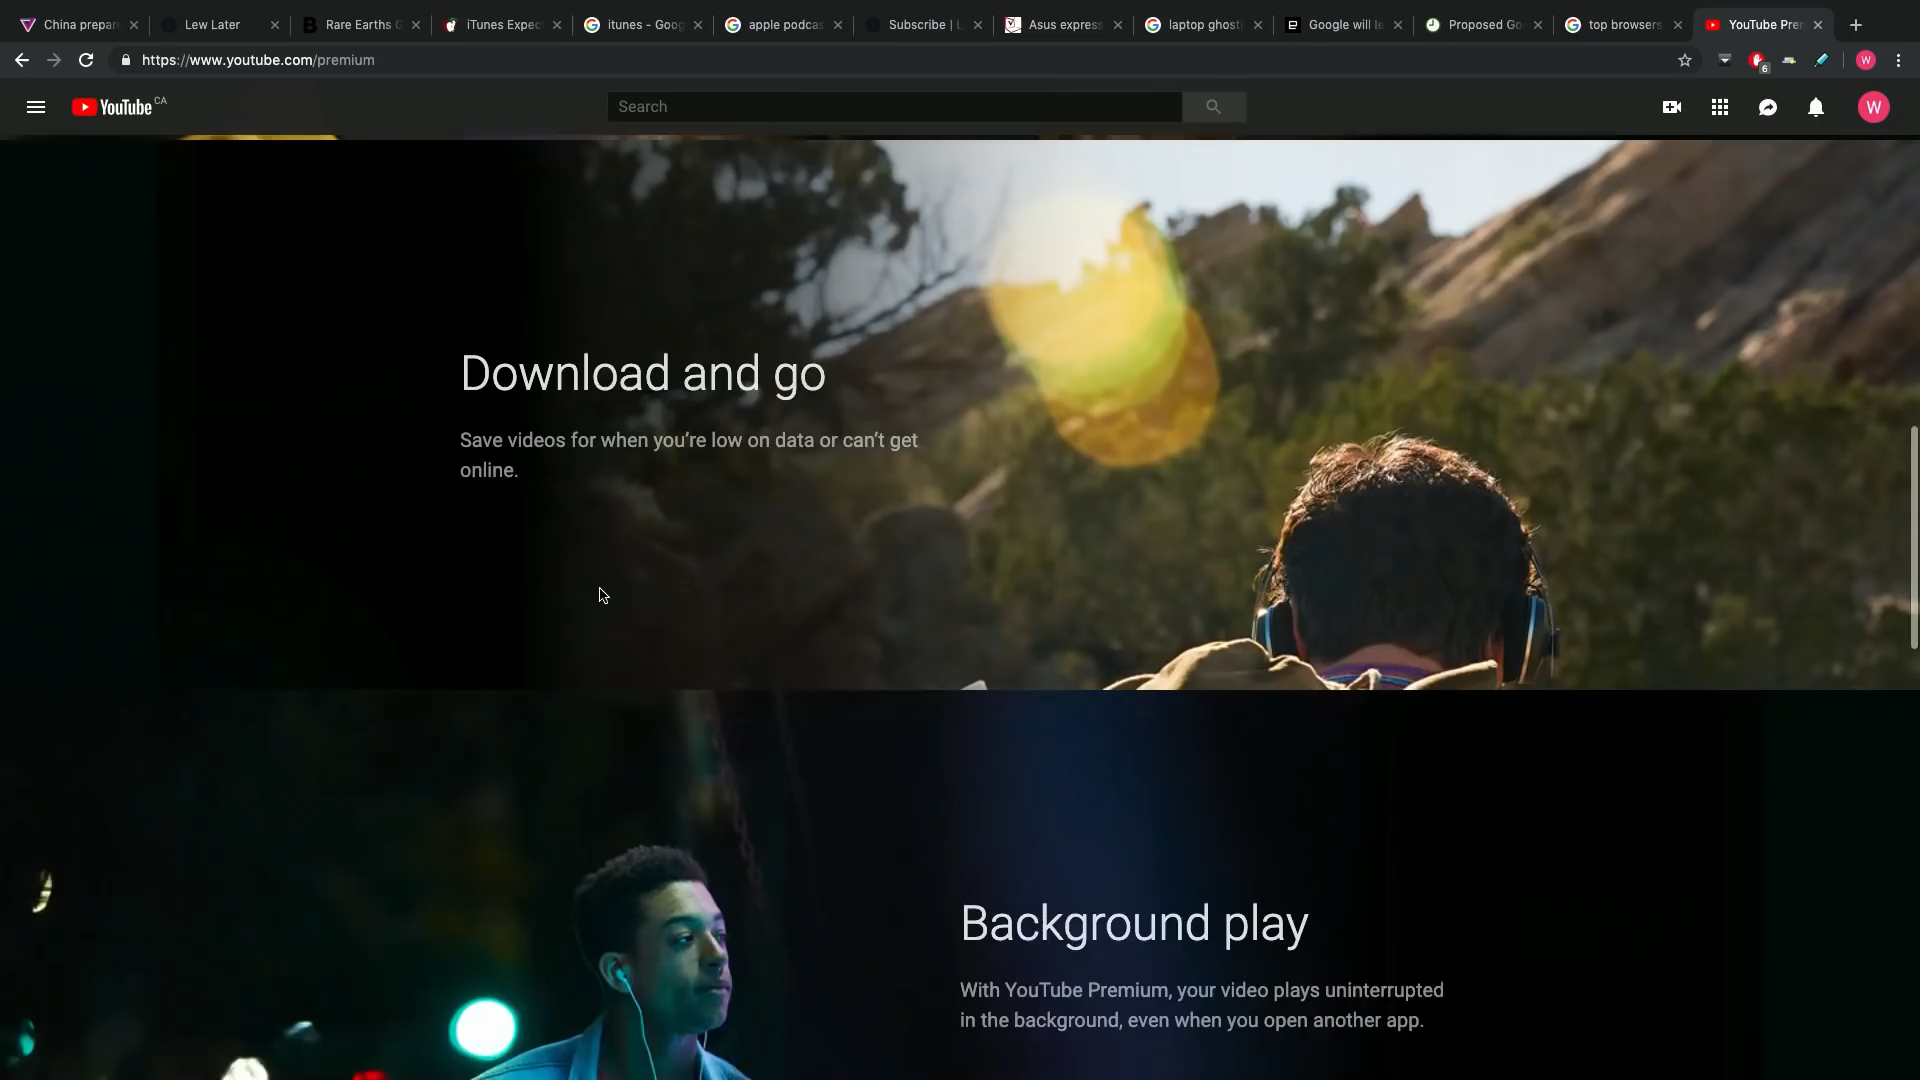 China prepar
Lew Later
Rare Earths G
iTunes Expec
itunes - Goog
apple podcas
Subscribe | L
Asus express
laptop ghosti
Google will le
Proposed Go
top browsers
YouTube Prem
https://www.youtube.com/premium
6
W
YouTube CA
Search
W
Download and go
Save videos for when you’re low on data or can’t get
online.
Background play
With YouTube Premium, your video plays uninterrupted
in the background, even when you open another app.